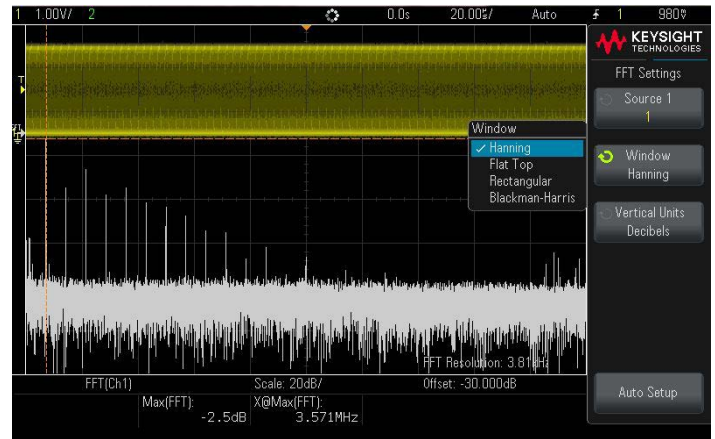 1 1.00V/ 2 0.0s 20.00㎲/ Auto 1 980
KEYSIGHT
TECHNOLOGIES
FFT Settings
Source 1
1
Window
Hanning
Vertical Units
Decibels
Auto Setup
Window
✓ Hanning
Flat Top
Rectangular
Blackman-Harris
T
FFT Resolution: 3.81kHz
FFT(Ch1) Scale: 20dB/ Offset: -30.000dB
Max(FFT): X@Max(FFT):
-2.5dB 3.571MHz